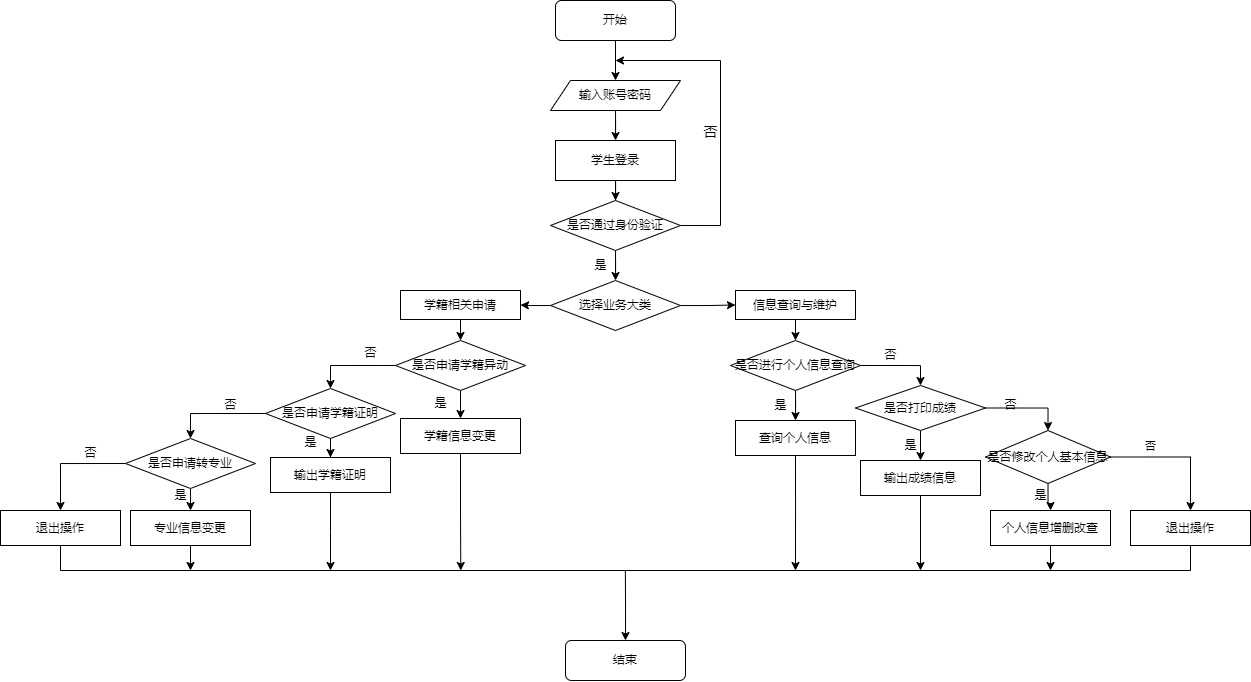 开始
输入账号密码
否
学生登录
是否通过身份验证
是
学籍相关申请
选择业务大类
信息查询与维护
否
是否申请学籍异动
是否进行个人信息查询
否
否
是否申请学籍证明
是
是
是否打印成绩
否
学籍信息变更
查询个人信息
否
是否申请转专业
是
是
是否修改个人基本信息
否
输出学籍证明
输出成绩信息
是
是
退出操作
专业信息变更
个人信息增删改查
退出操作
结束